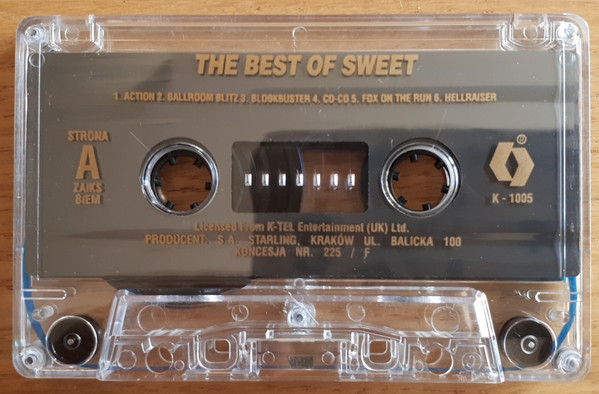 THE BEST OF SWEET
1. ACTION 2. BALLROOM BLITZ 3. BLOOKBUSTER 4. CO-CO 5. FOX ON THE RUN 6. HELLRAISER
STRONA
A
ZAIKS
BIEM
®
K - 1005
Licensed From K-TEL Entertainment (UK) Ltd.
PRODUCENT: S.A. STARLING, KRAKÓW UL. BALICKA 100
KONCESJA NR. 225 / F